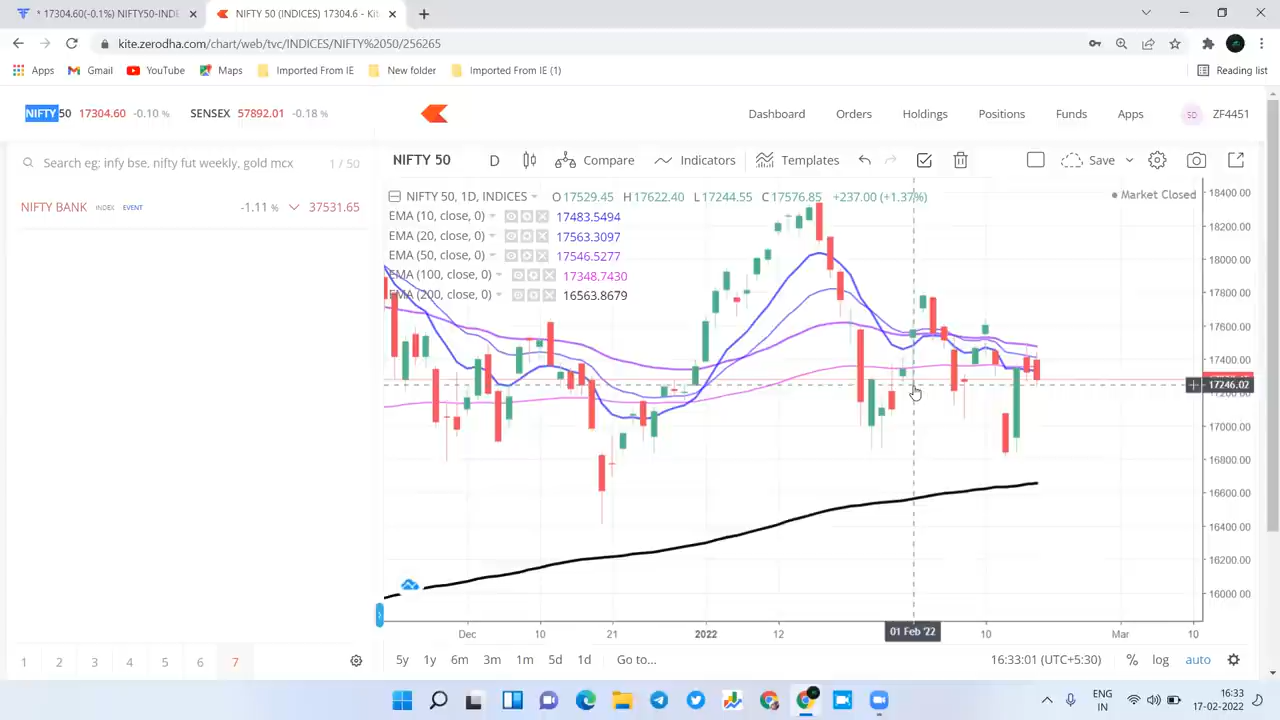 * 17304.60(-0.1%) NIFTY50-INDE
NIFTY 50 (INDICES) 17304.6 - Kit
kite.zerodha.com/chart/web/tvc/INDICES/NIFTY%2050/256265
Apps Gmail YouTube Maps Imported From IE New folder Imported From IE (1) Reading list
NIFTY 50 17304.60 -0.10 % SENSEX 57892.01 -0.18 % Dashboard Orders Holdings Positions Funds Apps SD ZF4451
Search eg: infy bse, nifty fut weekly, gold mcx 1 / 50
NIFTY BANK INDEX EVENT -1.11 % 37531.65
NIFTY 50 D Compare Indicators Templates Save
NIFTY 50, 1D, INDICES O17529.45 H17622.40 L17244.55 C17576.85 +237.00 (+1.37%)
Market Closed
EMA (10, close, 0) 17483.5494
EMA (20, close, 0) 17563.3097
EMA (50, close, 0) 17546.5277
EMA (100, close, 0) 17348.7430
EMA (200, close, 0) 16563.8679
18400.00
18200.00
18000.00
17800.00
17600.00
17400.00
17246.02
17000.00
16800.00
16600.00
16400.00
16200.00
16000.00
Dec 10 21 2022 12 01 Feb '22 10 Mar 10
1 2 3 4 5 6 7
5y 1y 6m 3m 1m 5d 1d Go to... 16:33:01 (UTC+5:30) % log auto
ENG
IN
16:33
17-02-2022